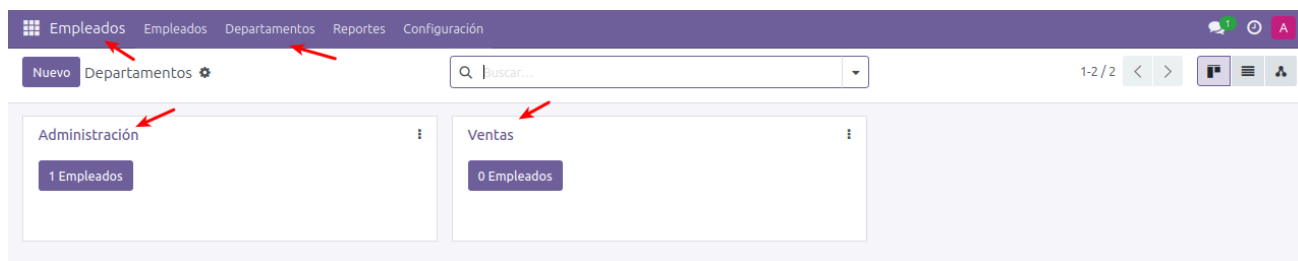 Empleados Empleados Departamentos Reportes Configuración 1 A
Nuevo Departamentos Buscar... 1-2 / 2
Administración Ventas
1 Empleados 0 Empleados